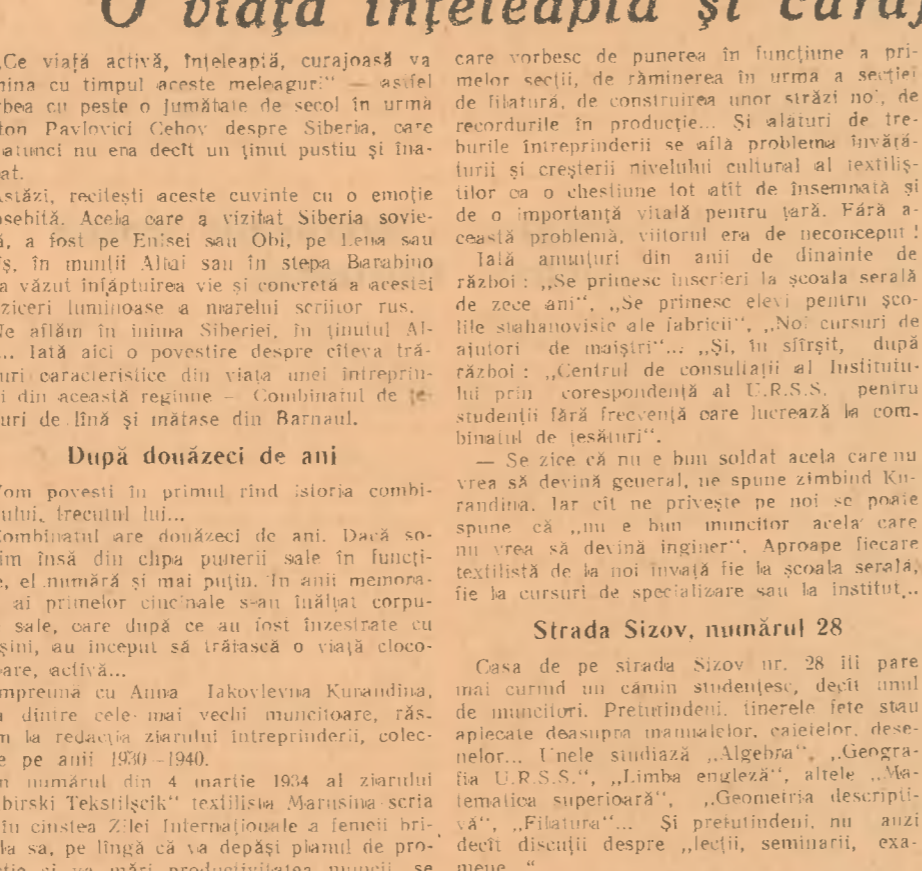 O viață înțeleaptă și curaj
„Ce viață activă, înțeleaptă, curajoasă va
mina cu timpul aceste meleaguri" — astfel
rbea cu peste o jumătate de secol în urmă
ton Pavlovici Cehov despre Siberia, care
atunci nu era decît un ținut pustiu și îna-
at.
Astăzi, recitești aceste cuvinte cu o emoție
osebită. Acela care a vizitat Siberia sovie-
ă, a fost pe Enisei sau Obi, pe Lena sau
ș, în munții Altai sau în stepa Barabino
a văzut înfăptuirea vie și concretă a acestei
ziceri luminoase a marelui scriitor rus.
Ne aflăm în inima Siberiei, în ținutul Al-
... Iată aici o povestire despre cîteva tră-
uri caracteristice din viața unei întreprin-
i din această regiune — Combinatul de țe-
uri de lînă și mătase din Barnaul.
După douăzeci de ani
Vom povesti în primul rînd istoria combi-
ului, trecutul lui...
Combinatul are douăzeci de ani. Dacă so-
im însă din clipa punerii sale în funcți-
e, el numără și mai puțin. In anii memora-
ai primelor cincinale s-au înălțat corpu-
sale, care după ce au fost înzestrate cu
șini, au început să trăiască o viață cloco-
oare, activă...
Impreună cu Anna Iakovlevna Kurandina,
a dintre cele mai vechi muncitoare, răs-
m la redacția ziarului întreprinderii, colec-
e pe anii 1930—1940.
n numărul din 4 martie 1934 al ziarului
birski Tekstilșcik" textilista Marusina scria
în cinstea Zilei Internaționale a femeii bri-
la sa, pe lîngă că va depăși planul de pro-
ție și va mări productivitatea muncii, se
care vorbesc de punerea în funcțiune a pri-
melor secții, de rămînerea în urmă a secției
de filatură, de construirea unor străzi noi, de
recordurile în producție... Și alături de tre-
burile întreprinderii se află problema învăță-
turii și creșterii nivelului cultural al textiliș-
tilor ca o chestiune tot atît de însemnată și
de o importanță vitală pentru țară. Fără a-
ceastă problemă, viitorul era de neconceput!
Iată anunțuri din anii de dinainte de
război: „Se primesc înscrieri la școala serală
de zece ani", „Se primesc elevi pentru șco-
lile stahanoviste ale fabricii", „Noi cursuri de
ajutori de maiștri"... „Și, în sfîrșit, după
război: „Centrul de consultații al Institutu-
lui prin corespondență al U.R.S.S. pentru
studenții fără frecvență care lucrează la com-
binatul de țesături".
— Se zice că nu e bun soldat acela care nu
vrea să devină general, ne spune zîmbind Ku-
randina. Iar cît ne privește pe noi se poate
spune că „nu e bun muncitor acela care
nu vrea să devină inginer". Aproape fiecare
textilistă de la noi învață fie la școala serală,
fie la cursuri de specializare sau la institut...
Strada Sizov, numărul 28
Casa de pe strada Sizov nr. 28 îți pare
mai curînd un cămin studențesc, decît unul
de muncitori. Pretutindeni, tinerele fete stau
aplecate deasupra manualelor, caietelor, dese-
nelor... Unele studiază „Algebra", „Geogra-
fia U.R.S.S.", „Limba engleză", altele „Ma-
tematica superioară", „Geometria descripti-
vă", „Filatura"... Și pretutindeni, nu auzi
decît discuții despre „lecții, seminarii, exa-
mene "